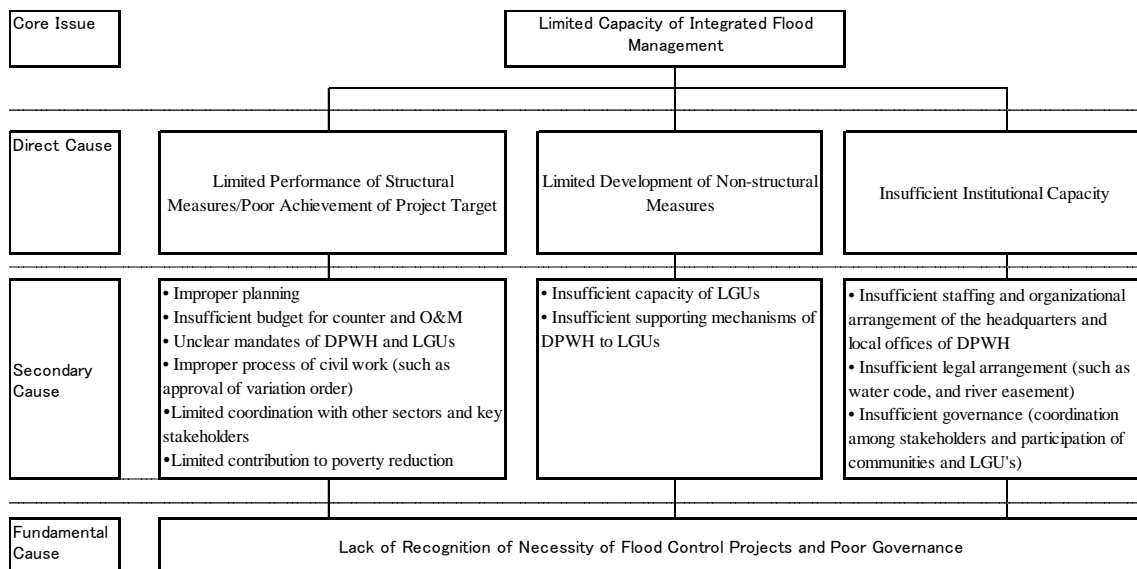 Core Issue
Limited Capacity of Integrated Flood
Management
Direct Cause
Limited Performance of Structural
Measures/Poor Achievement of Project Target
Limited Development of Non-structural
Measures
Insufficient Institutional Capacity
Secondary
Cause
• Improper planning
• Insufficient budget for counter and O&M
• Unclear mandates of DPWH and LGUs
• Improper process of civil work (such as
approval of variation order)
•Limited coordination with other sectors and key
stakeholders
•Limited contribution to poverty reduction
• Insufficient capacity of LGUs
• Insufficient supporting mechanisms of
DPWH to LGUs
• Insufficient staffing and organizational
arrangement of the headquarters and
local offices of DPWH
• Insufficient legal arrangement (such as
water code, and river easement)
• Insufficient governance (coordination
among stakeholders and participation of
communities and LGU's)
Fundamental
Cause
Lack of Recognition of Necessity of Flood Control Projects and Poor Governance